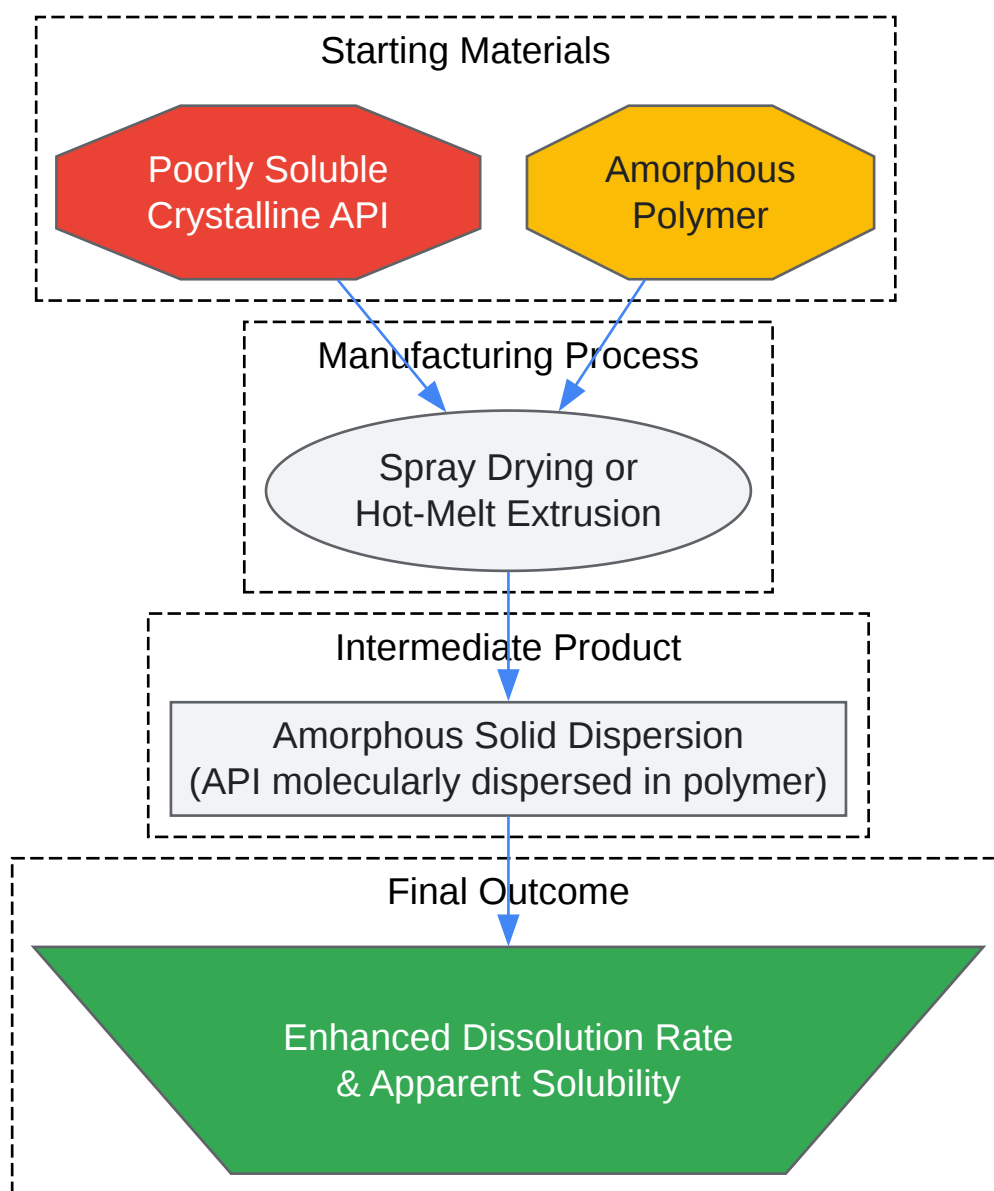 Starting Materials
Poorly Soluble
Crystalline API
Amorphous
Polymer
Manufacturing Process
Spray Drying or
Hot-Melt Extrusion
Intermediate Product
Amorphous Solid Dispersion
(API molecularly dispersed in polymer)
Final Outcome
Enhanced Dissolution Rate
& Apparent Solubility